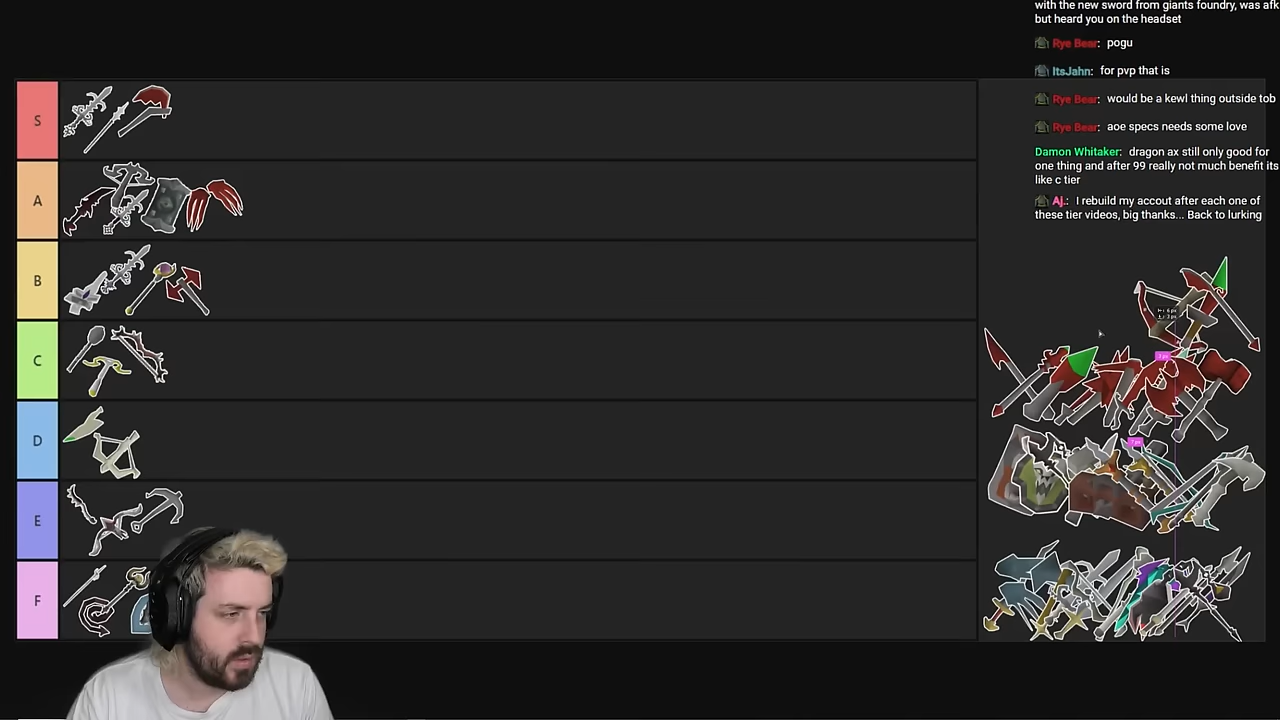 with the new sword from giants foundry, was afk
but heard you on the headset
Rye Bear: pogu
ItsJahn: for pvp that is
Rye Bear: would be a kewl thing outside tob
Rye Bear: aoe specs needs some love
Damon Whitaker: dragon ax still only good for
one thing and after 99 really not much benefit its
like c tier
Aj.: I rebuild my accout after each one of
these tier videos, big thanks... Back to lurking
S
A
B
C
D
E
F